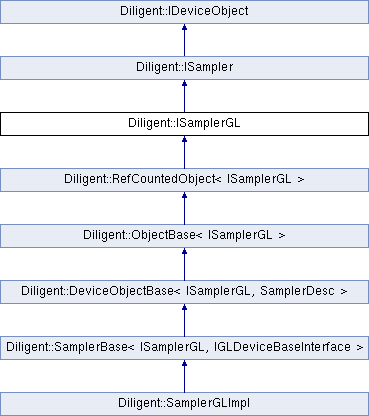 Diligent::IDeviceObject
Diligent::ISampler
Diligent::ISamplerGL
Diligent::RefCountedObject< ISamplerGL >
Diligent::ObjectBase< ISamplerGL >
Diligent::DeviceObjectBase< ISamplerGL, SamplerDesc >
Diligent::SamplerBase< ISamplerGL, IGLDeviceBaseInterface >
Diligent::SamplerGLImpl